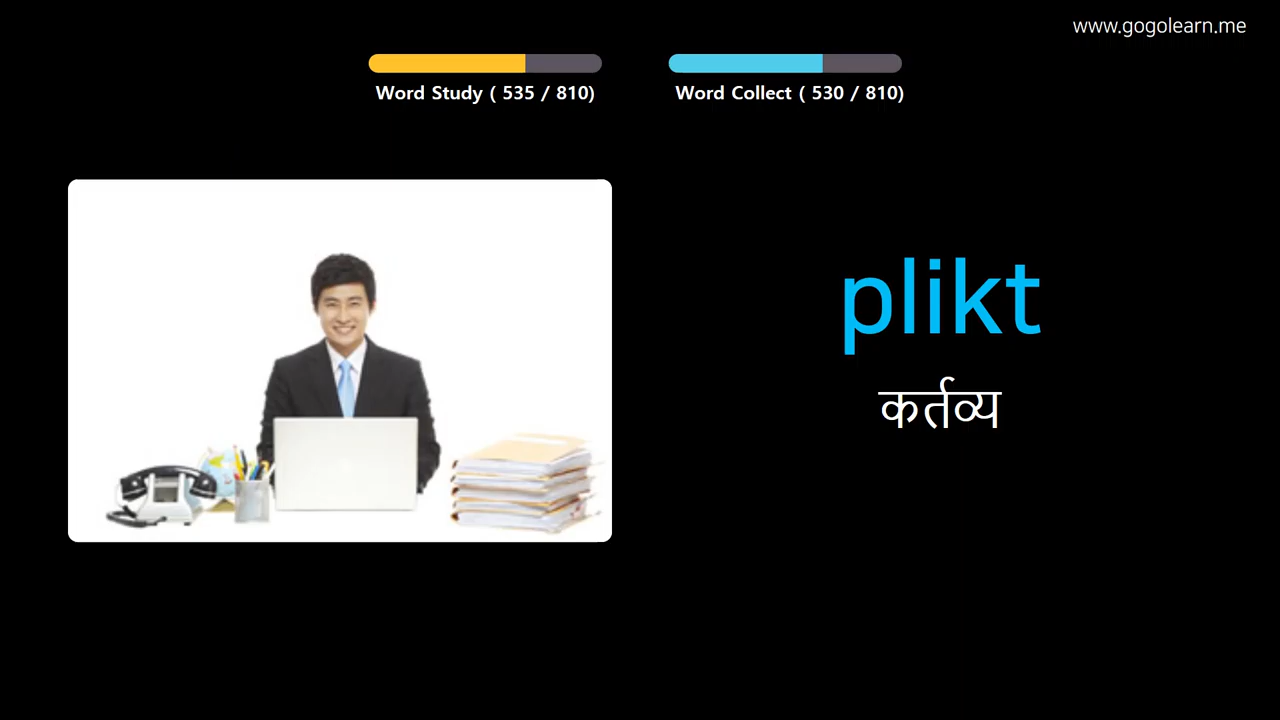 www.gogolearn.me
Word Study ( 535 / 810)
Word Collect ( 530 / 810)
plikt
कर्तव्य